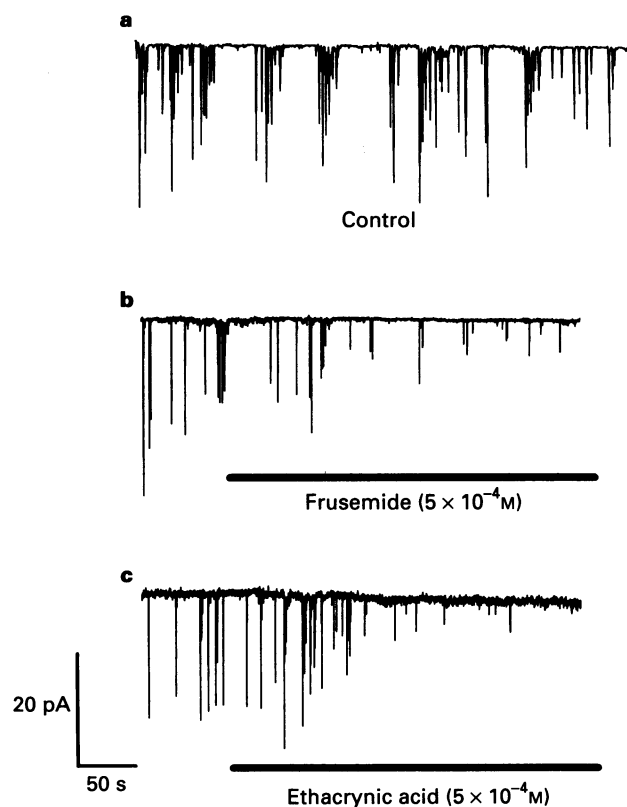 a
Control
b
Frusemide (5 × 10⁻⁴M)
c
20 pA
50 s
Ethacrynic acid (5 × 10⁻⁴M)